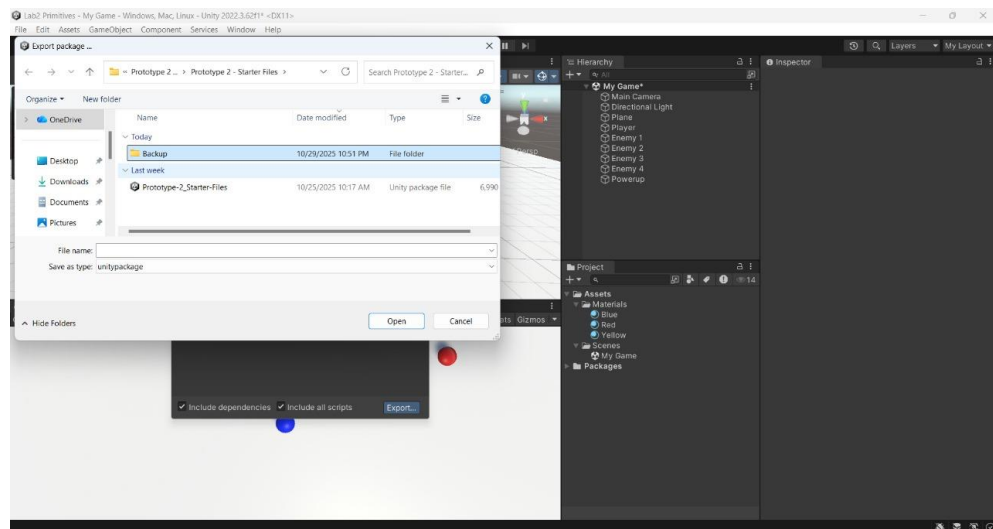 Lab2 Primitives - My Game - Windows, Mac, Linux - Unity 2022.3.62f1* <DX11>
File Edit Assets GameObject Component Services Window Help
Export package ...
Layers
My Layout
Prototype 2 ... > Prototype 2 - Starter Files >
Search Prototype 2 - Starter...
Organize
New folder
OneDrive
Desktop
Downloads
Documents
Pictures
Name Date modified Type Size
Today
Backup 10/29/2025 10:51 PM File folder
Last week
Prototype-2_Starter-Files 10/25/2025 10:17 AM Unity package file 6,990
File name:
Save as type: unitypackage
Hide Folders
Open
Cancel
Gizmos
Include dependencies
Include all scripts
Export...
Hierarchy
All
My Game*
Main Camera
Directional Light
Plane
Player
Enemy 1
Enemy 2
Enemy 3
Enemy 4
Powerup
Inspector
Project
14
Assets
Materials
Blue
Red
Yellow
Scenes
My Game
Packages